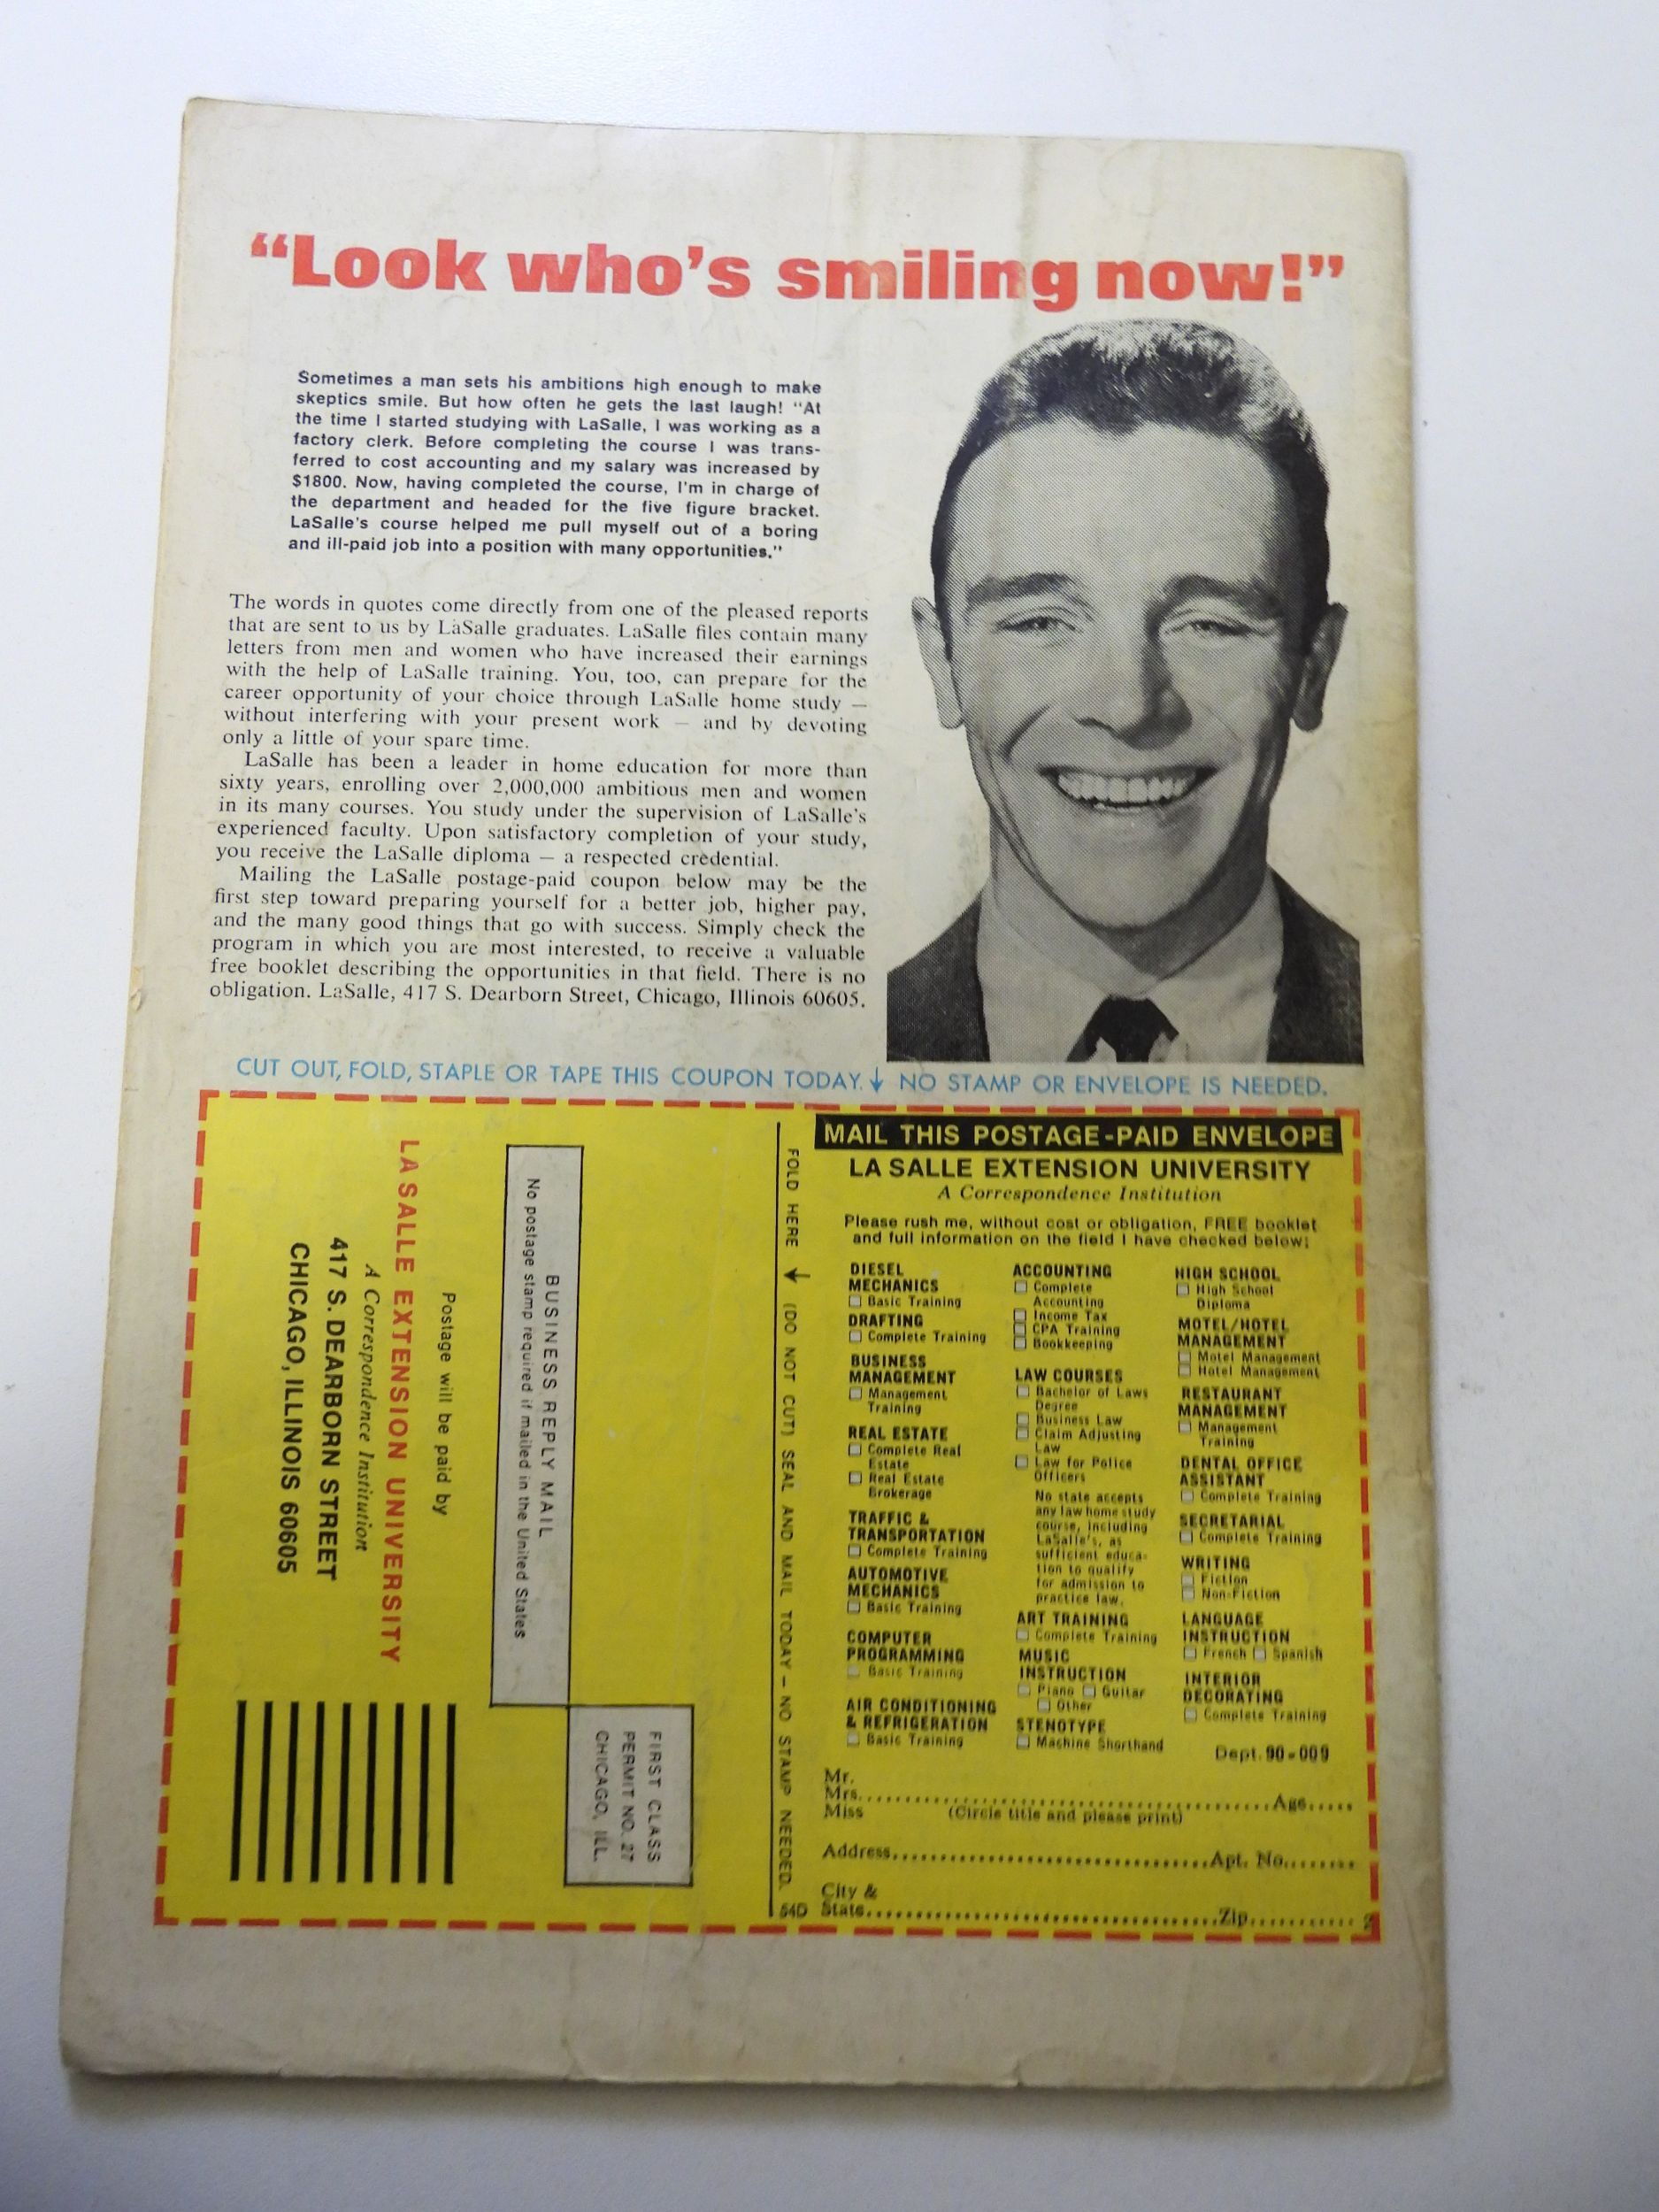 “Look who's smiling now!”
Sometimes a man sets his ambitions high enough to make
skeptics smile. But how often he gets the last laugh! “At
the time I started studying with LaSalle, I was working as a
factory clerk. Before completing the course I was trans-
ferred to cost accounting and my salary was increased by
$1800. Now, having completed the course, I'm in charge of
the department and headed for the five figure bracket.
LaSalle's course helped me pull myself out of a boring
and ill-paid job into a position with many opportunities.”
The words in quotes come directly from one of the pleased reports
that are sent to us by LaSalle graduates. LaSalle files contain many
letters from men and women who have increased their earnings
with the help of LaSalle training. You, too, can prepare for the
career opportunity of your choice through LaSalle home study —
without interfering with your present work — and by devoting
only a little of your spare time.
LaSalle has been a leader in home education for more than
sixty years, enrolling over 2,000,000 ambitious men and women
in its many courses. You study under the supervision of LaSalle's
experienced faculty. Upon satisfactory completion of your study,
you receive the LaSalle diploma — a respected credential.
Mailing the LaSalle postage-paid coupon below may be the
first step toward preparing yourself for a better job, higher pay,
and the many good things that go with success. Simply check the
program in which you are most interested, to receive a valuable
free booklet describing the opportunities in that field. There is no
obligation. LaSalle, 417 S. Dearborn Street, Chicago, Illinois 60605.
CUT OUT, FOLD, STAPLE OR TAPE THIS COUPON TODAY. ↓ NO STAMP OR ENVELOPE IS NEEDED.
FIRST CLASS
PERMIT NO. 27
CHICAGO, ILL.
BUSINESS REPLY MAIL
No postage stamp required if mailed in the United States
Postage will be paid by
LA SALLE EXTENSION UNIVERSITY
A Correspondence Institution
417 S. DEARBORN STREET
CHICAGO, ILLINOIS 60605
FOLD HERE ↓ (DO NOT CUT) SEAL AND MAIL TODAY — NO STAMP NEEDED.
54D
MAIL THIS POSTAGE-PAID ENVELOPE
LA SALLE EXTENSION UNIVERSITY
A Correspondence Institution
Please rush me, without cost or obligation, FREE booklet
and full information on the field I have checked below:
DIESEL
MECHANICS
☐ Basic Training
DRAFTING
☐ Complete Training
BUSINESS
MANAGEMENT
☐ Management
Training
REAL ESTATE
☐ Complete Real
Estate
☐ Real Estate
Brokerage
TRAFFIC &
TRANSPORTATION
☐ Complete Training
AUTOMOTIVE
MECHANICS
☐ Basic Training
COMPUTER
PROGRAMMING
☐ Basic Training
AIR CONDITIONING
& REFRIGERATION
☐ Basic Training
ACCOUNTING
☐ Complete
Accounting
☐ Income Tax
☐ CPA Training
☐ Bookkeeping
LAW COURSES
☐ Bachelor of Laws
Degree
☐ Business Law
☐ Claim Adjusting
Law
☐ Law for Police
Officers
No state accepts
any law home study
course, including
LaSalle's, as
sufficient educa-
tion to qualify
for admission to
practice law.
ART TRAINING
☐ Complete Training
MUSIC
INSTRUCTION
☐ Piano ☐ Guitar
☐ Other
STENOTYPE
☐ Machine Shorthand
HIGH SCHOOL
☐ High School
Diploma
MOTEL/HOTEL
MANAGEMENT
☐ Motel Management
☐ Hotel Management
RESTAURANT
MANAGEMENT
☐ Management
Training
DENTAL OFFICE
ASSISTANT
☐ Complete Training
SECRETARIAL
☐ Complete Training
WRITING
☐ Fiction
☐ Non-Fiction
LANGUAGE
INSTRUCTION
☐ French ☐ Spanish
INTERIOR
DECORATING
☐ Complete Training
Dept. 90-009
Mr.
Mrs. Age
Miss (Circle title and please print)
Address Apt. No.
City &
State Zip